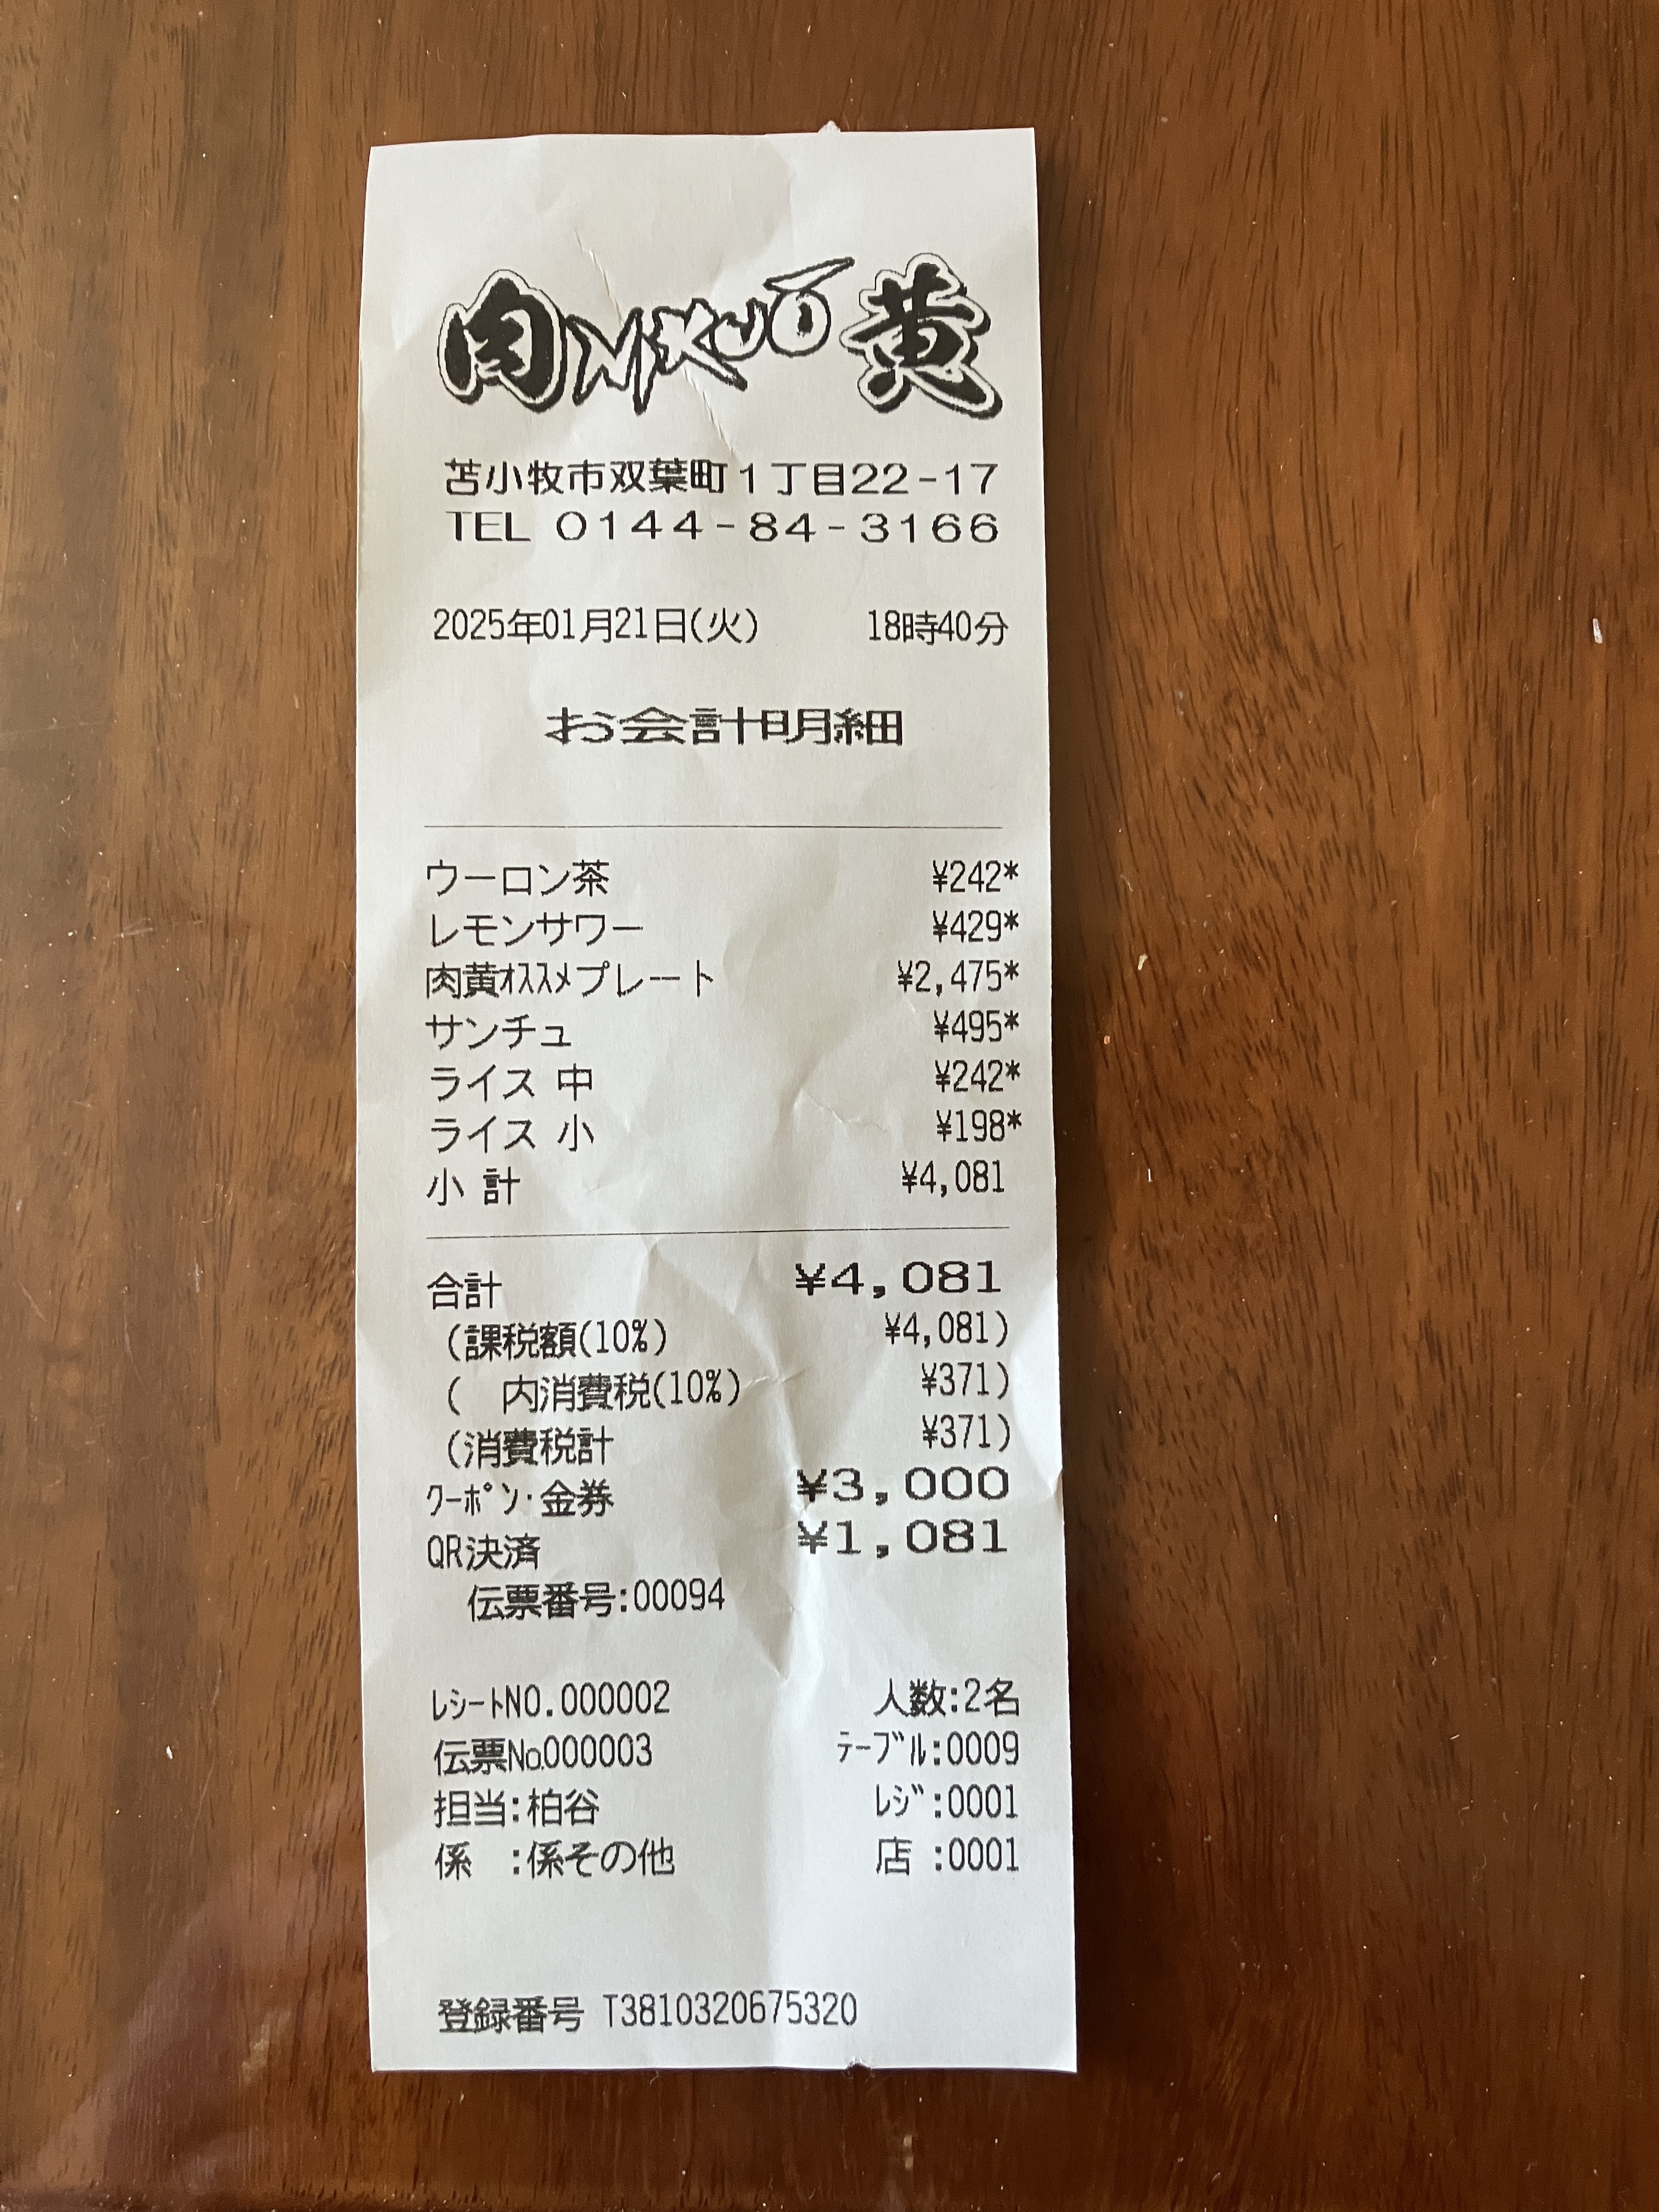 肉NIKUO黄
苫小牧市双葉町1丁目22-17
TEL 0144-84-3166
2025年01月21日(火) 18時40分
お会計明細
ウーロン茶 ¥242*
レモンサワー ¥429*
肉黄ｵｽｽﾒプレート ¥2,475*
サンチュ ¥495*
ライス 中 ¥242*
ライス 小 ¥198*
小 計 ¥4,081
合計 ¥4,081
(課税額(10%) ¥4,081)
( 内消費税(10%) ¥371)
(消費税計 ¥371)
ｸｰﾎﾟﾝ･金券 ¥3,000
QR決済 ¥1,081
伝票番号:00094
ﾚｼｰﾄNO.000002 人数:2名
伝票No.000003 ﾃｰﾌﾞﾙ:0009
担当:柏谷 ﾚｼﾞ:0001
係 :係その他 店 :0001
登録番号 T3810320675320